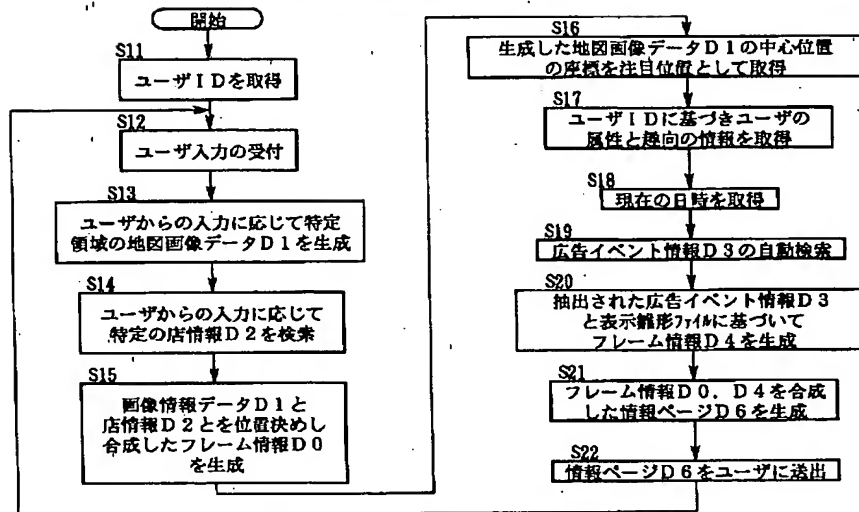 開始
S11
ユーザIDを取得
S12
ユーザ入力の受付
S13
ユーザからの入力に応じて特定
領域の地図画像データD1を生成
S14
ユーザからの入力に応じて
特定の店情報D2を検索
S15
画像情報データD1と
店情報D2とを位置決めし
合成したフレーム情報D0
を生成
S16
生成した地図画像データD1の中心位置
の座標を注目位置として取得
S17
ユーザIDに基づきユーザの
属性と趣向の情報を取得
S18
現在の日時を取得
S19
広告イベント情報D3の自動検索
S20
抽出された広告イベント情報D3
と表示雛形ファイルに基づいて
フレーム情報D4を生成
S21
フレーム情報D0．D4を合成
した情報ページD6を生成
S22
情報ページD6をユーザに送出